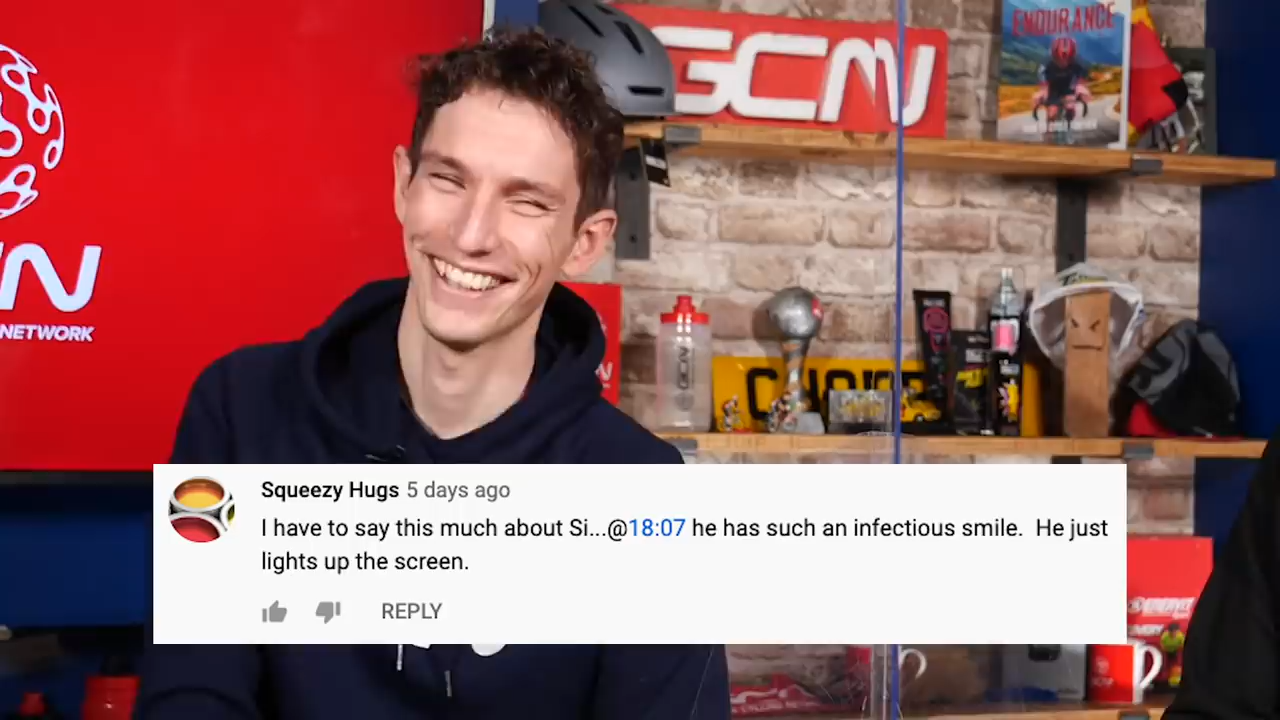 GCN
ENDURANCE
N
NETWORK
GCN
Squeezy Hugs 5 days ago
I have to say this much about Si...@18:07 he has such an infectious smile. He just
lights up the screen.
REPLY